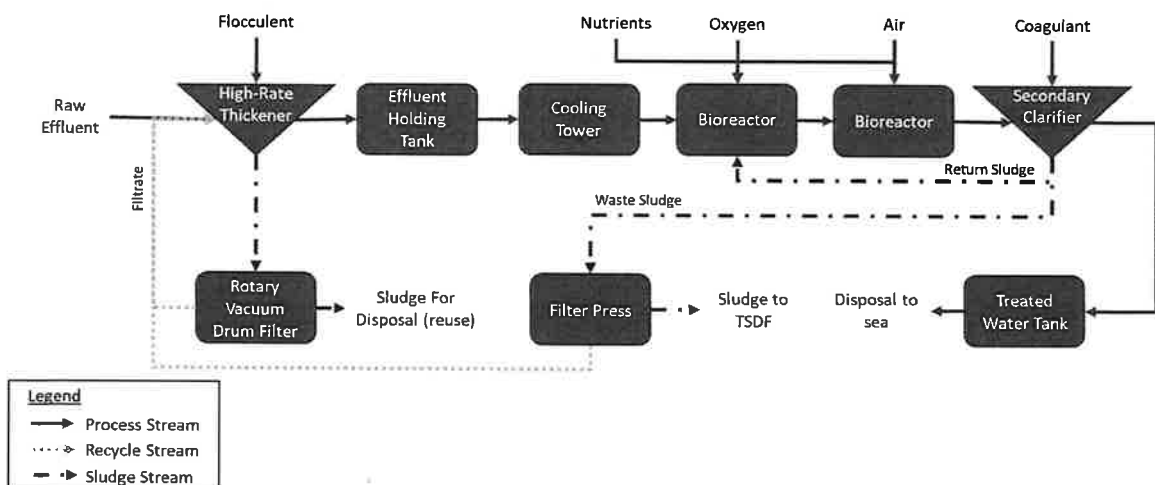 Flocculent
Nutrients
Oxygen
Air
Coagulant
Raw
Effluent
High-Rate
Thickener
Effluent
Holding
Tank
Cooling
Tower
Bioreactor
Bioreactor
Secondary
Clarifier
Return Sludge
Waste Sludge
Filtrate
Rotary
Vacuum
Drum Filter
Sludge For
Disposal (reuse)
Filter Press
Sludge to
TSDF
Disposal to
sea
Treated
Water Tank
Legend
Process Stream
Recycle Stream
Sludge Stream